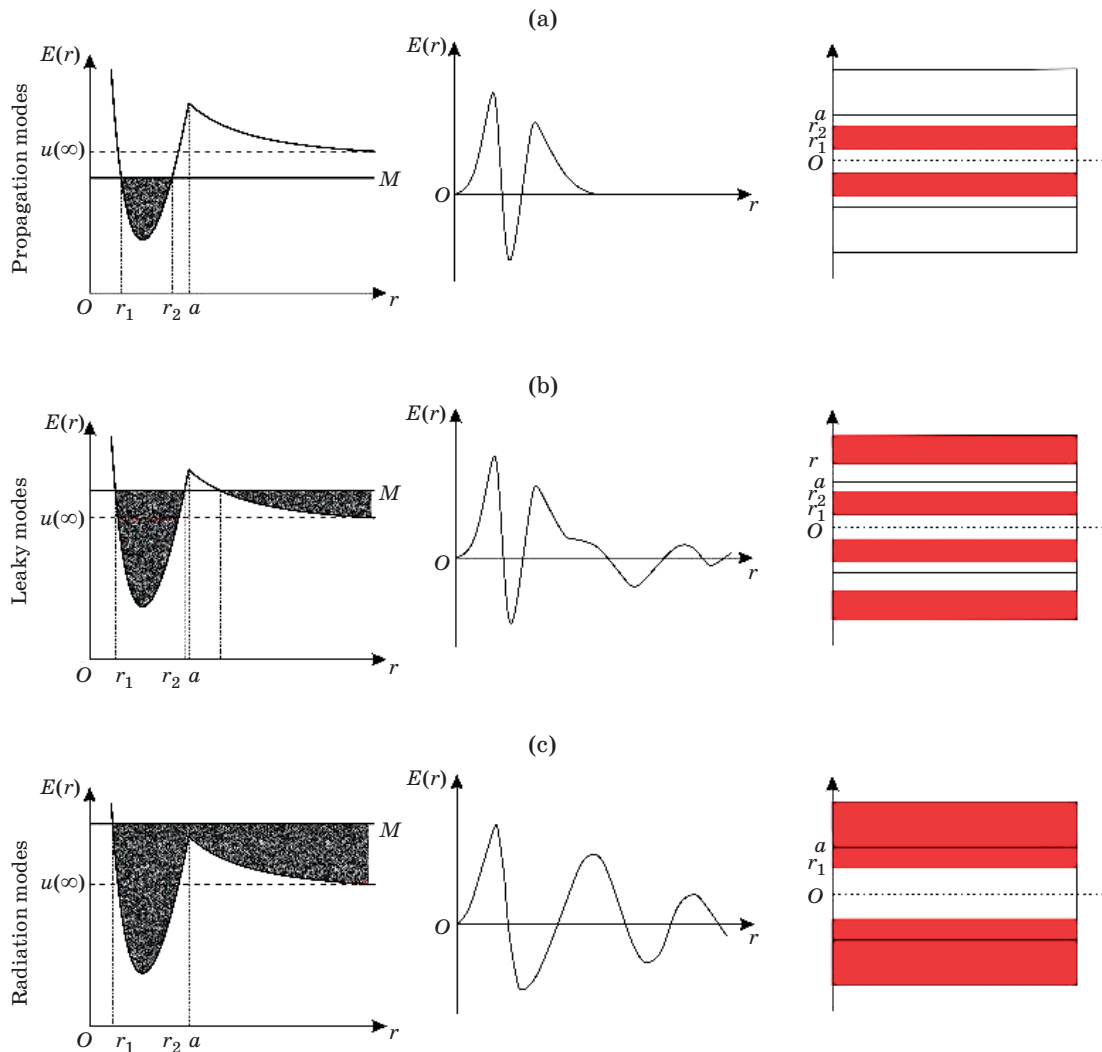 (a)
Propagation modes
E(r)
u(∞)
M
O r₁ r₂ a r
E(r)
O
r
a
r₂
r₁
O
(b)
Leaky modes
E(r)
u(∞)
M
O r₁ r₂ a r
E(r)
O
r
r
a
r₂
r₁
O
(c)
Radiation modes
E(r)
u(∞)
M
O r₁ r₂ a r
E(r)
O
r
a
r₁
O